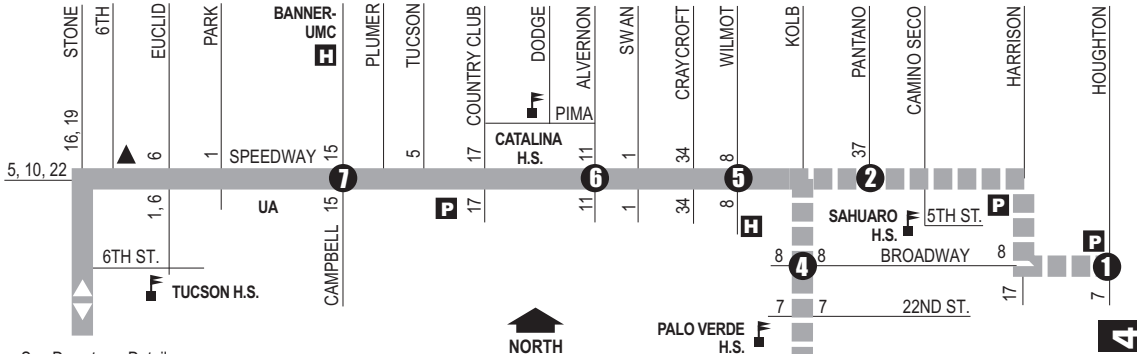 STONE
6TH
EUCLID
PARK
BANNER-
UMC
H
PLUMER
TUCSON
COUNTRY CLUB
DODGE
ALVERNON
SWAN
CRAYCROFT
WILMOT
KOLB
PANTANO
CAMINO SECO
HARRISON
HOUGHTON
PIMA
CATALINA
H.S.
16, 19
6
1
SPEEDWAY
15
5
17
11
1
34
8
37
5, 10, 22
7
6
5
2
1, 6
UA
15
CAMPBELL
P
17
11
1
34
8
H
SAHUARO
H.S.
5TH ST.
P
P
6TH ST.
TUCSON H.S.
8
4
8
BROADWAY
8
1
17
7
7
7
22ND ST.
NORTH
PALO VERDE
H.S.
4